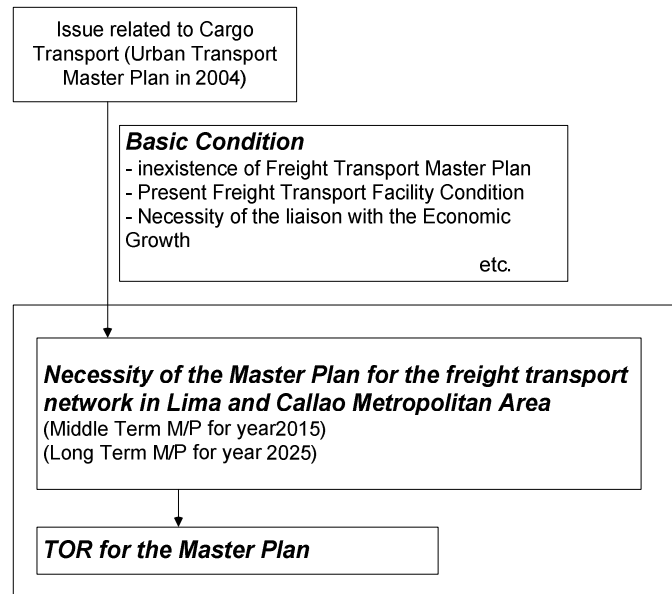 Issue related to Cargo
Transport (Urban Transport
Master Plan in 2004)
Basic Condition
- inexistence of Freight Transport Master Plan
- Present Freight Transport Facility Condition
- Necessity of the liaison with the Economic
Growth
etc.
Necessity of the Master Plan for the freight transport
network in Lima and Callao Metropolitan Area
(Middle Term M/P for year2015)
(Long Term M/P for year 2025)
TOR for the Master Plan